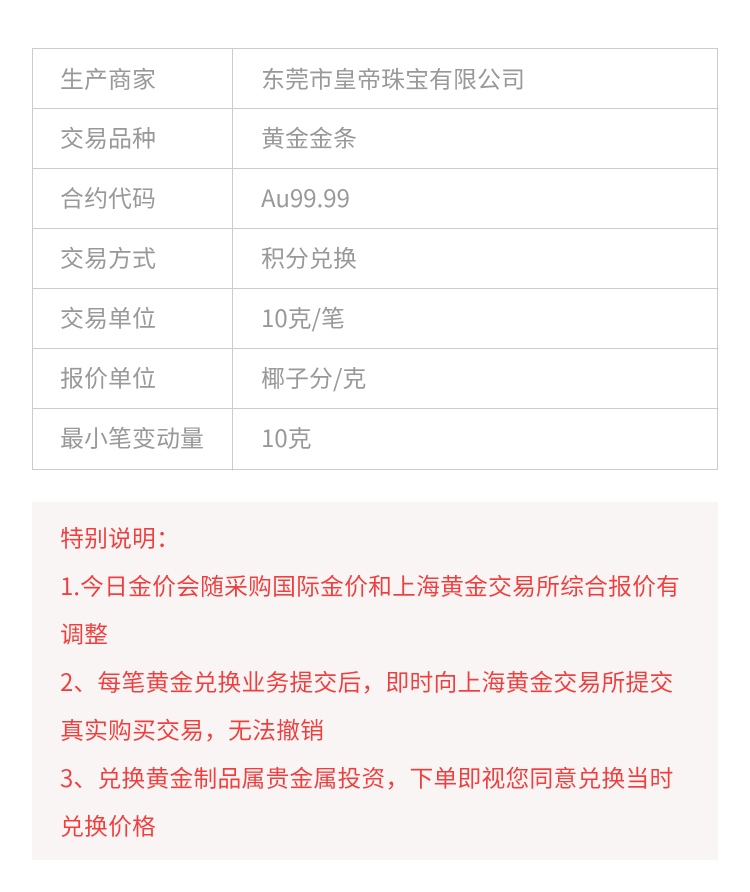 生产商家 东莞市皇帝珠宝有限公司
交易品种 黄金金条
合约代码 Au99.99
交易方式 积分兑换
交易单位 10克/笔
报价单位 椰子分/克
最小笔变动量 10克
特别说明：
1.今日金价会随采购国际金价和上海黄金交易所综合报价有
调整
2、每笔黄金兑换业务提交后，即时向上海黄金交易所提交
真实购买交易，无法撤销
3、兑换黄金制品属贵金属投资，下单即视您同意兑换当时
兑换价格